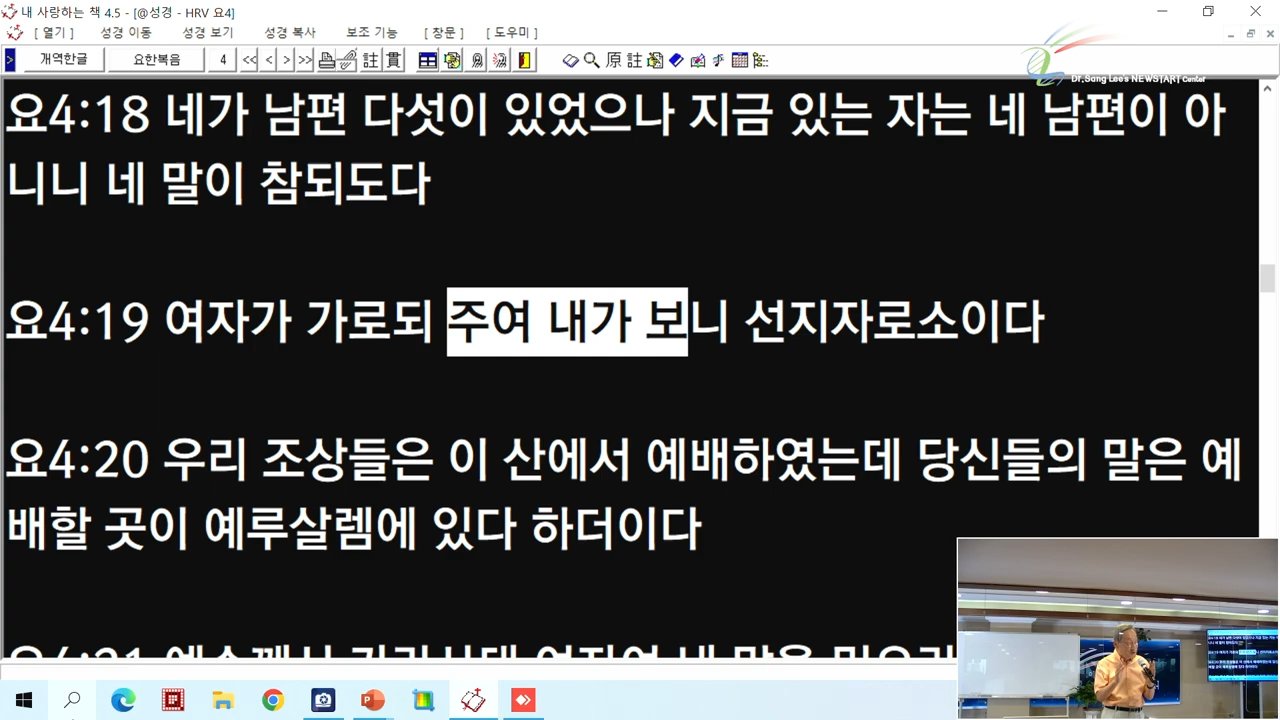 내 사랑하는 책 4.5 - [@성경 - HRV 요4]
[ 열기 ] 성경 이동 성경 보기 성경 복사 보조 기능 [ 창문 ] [ 도우미 ]
> 개역한글 요한복음 4 << < > >> 註 貫 原 註
Dr.Sang Lee's NEWSTART Center
요4:18 네가 남편 다섯이 있었으나 지금 있는 자는 네 남편이 아
니니 네 말이 참되도다
요4:19 여자가 가로되 주여 내가 보니 선지자로소이다
요4:20 우리 조상들은 이 산에서 예배하였는데 당신들의 말은 예
배할 곳이 예루살렘에 있다 하더이다